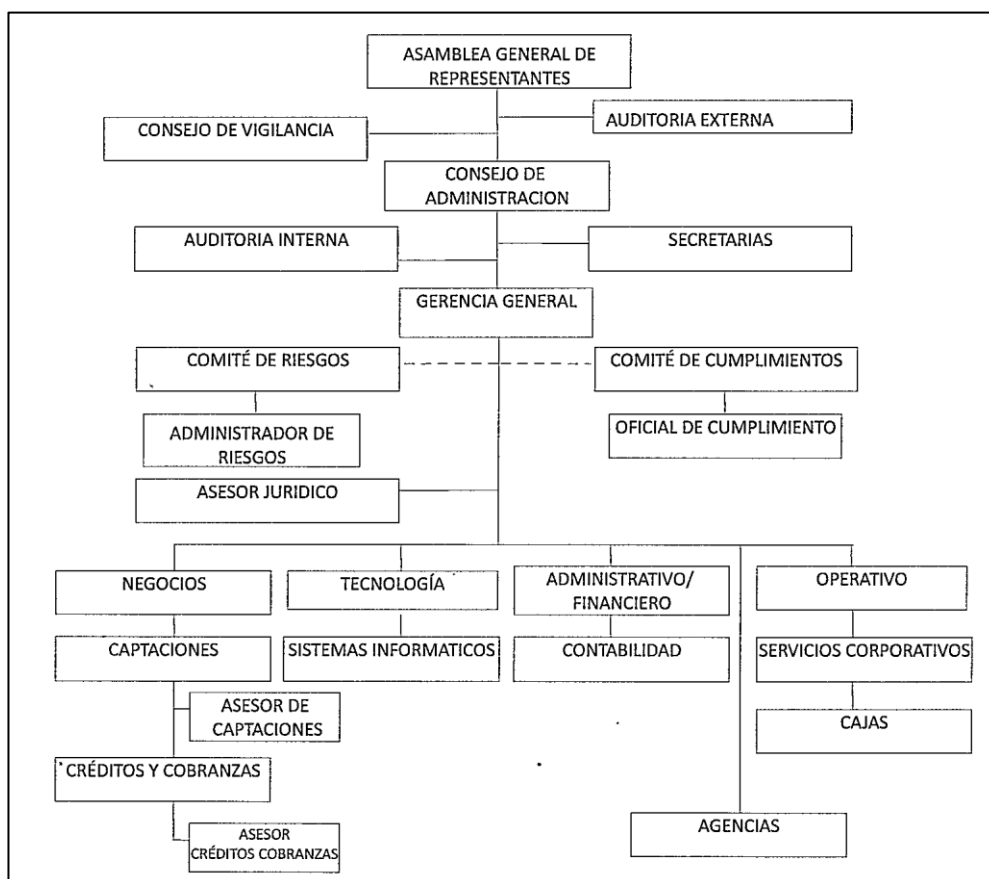 ASAMBLEA GENERAL DE
REPRESENTANTES
CONSEJO DE VIGILANCIA
AUDITORIA EXTERNA
CONSEJO DE
ADMINISTRACION
AUDITORIA INTERNA
SECRETARIAS
GERENCIA GENERAL
COMITÉ DE RIESGOS
COMITÉ DE CUMPLIMIENTOS
ADMINISTRADOR DE
RIESGOS
OFICIAL DE CUMPLIMIENTO
ASESOR JURIDICO
NEGOCIOS
TECNOLOGÍA
ADMINISTRATIVO/
FINANCIERO
OPERATIVO
CAPTACIONES
SISTEMAS INFORMATICOS
CONTABILIDAD
SERVICIOS CORPORATIVOS
ASESOR DE
CAPTACIONES
CAJAS
CRÉDITOS Y COBRANZAS
AGENCIAS
ASESOR
CRÉDITOS COBRANZAS